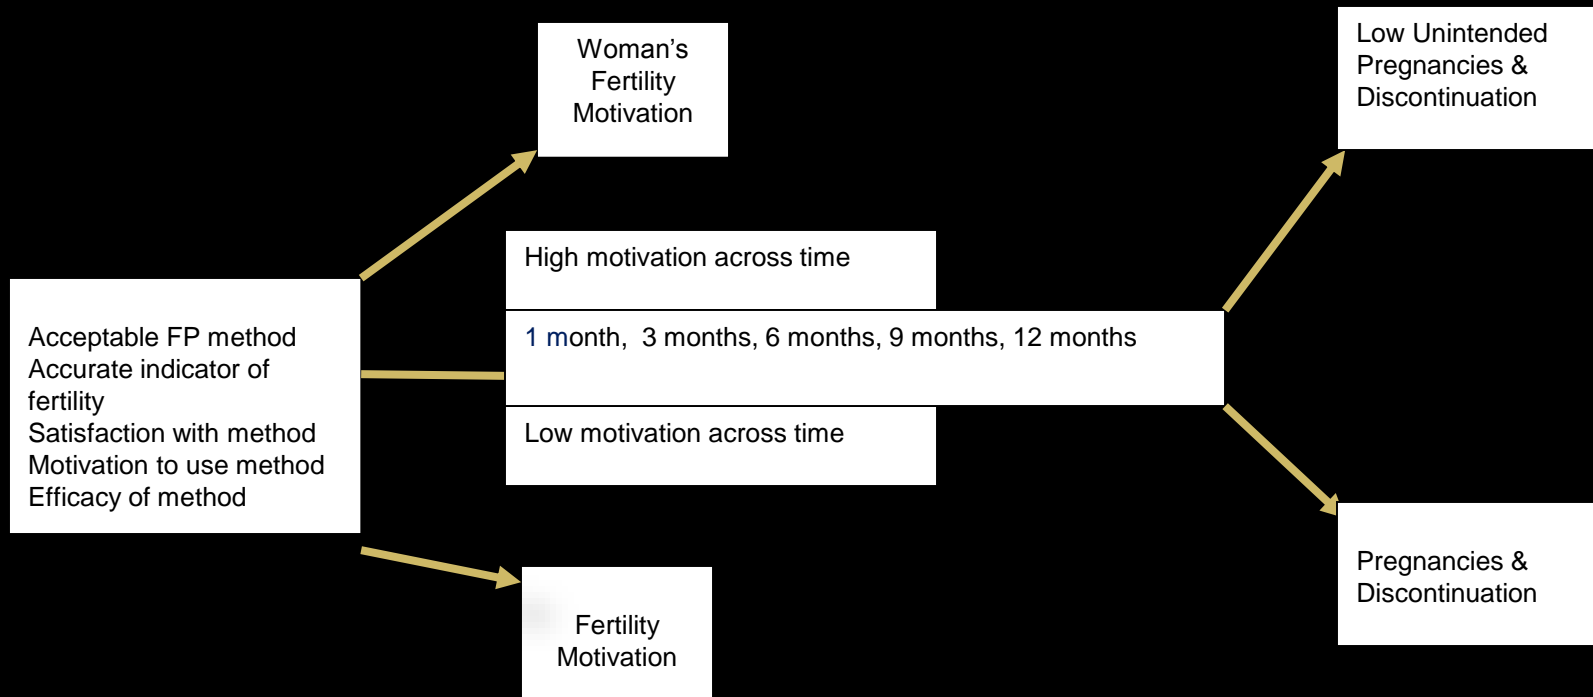 Woman's
Fertility
Motivation
Low Unintended
Pregnancies &
Discontinuation
High motivation across time
1 month, 3 months, 6 months, 9 months, 12 months
Low motivation across time
Acceptable FP method
Accurate indicator of
fertility
Satisfaction with method
Motivation to use method
Efficacy of method
Fertility
Motivation
Pregnancies &
Discontinuation